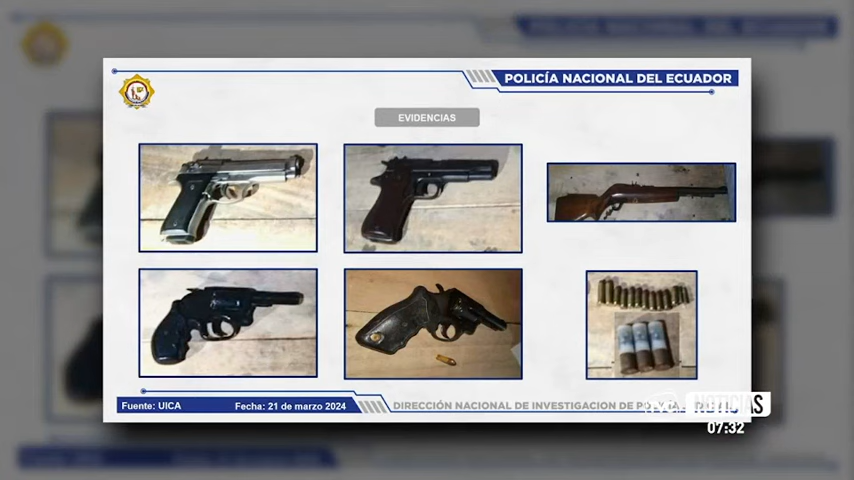 POLICÍA NACIONAL DEL ECUADOR
EVIDENCIAS
Fuente: UICA
Fecha: 21 de marzo 2024
DIRECCIÓN NACIONAL DE INVESTIGACION DE
NOTICIAS
07:32